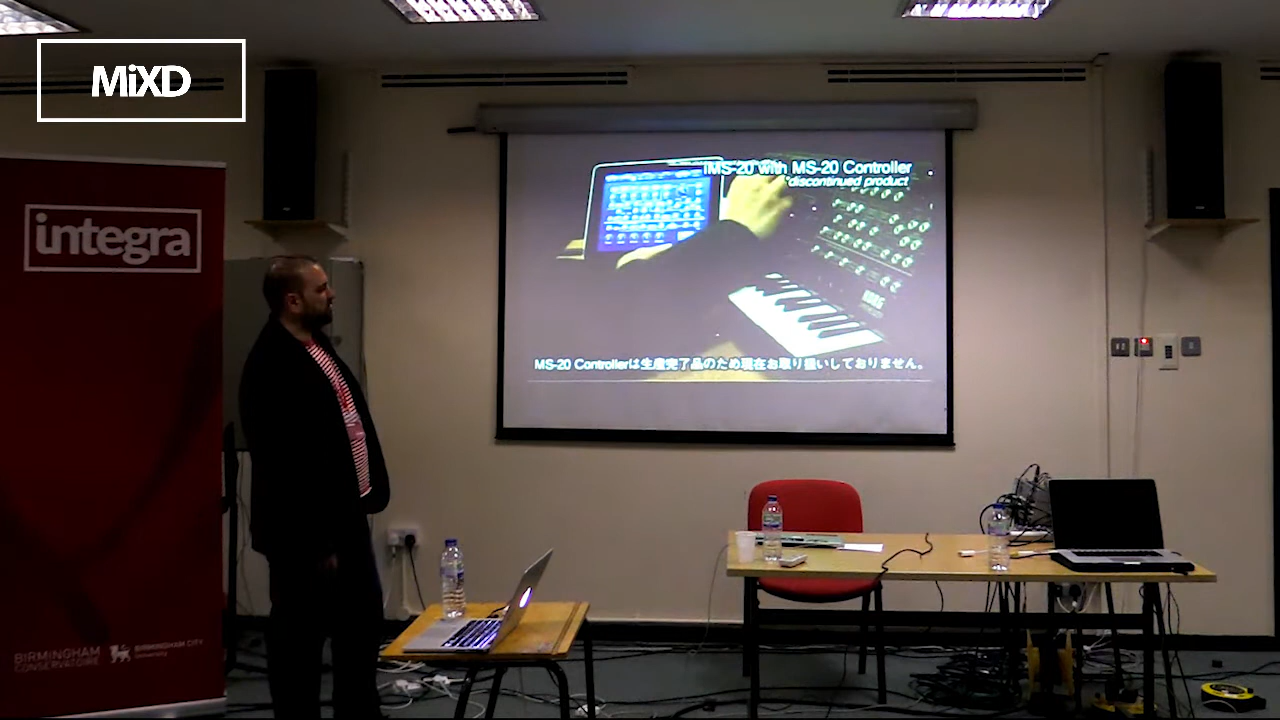 MiXD
integra
iMS-20 with MS-20 Controller
*discontinued product
KORG
MS-20 Controllerは生産完了品のため現在お取り扱いしておりません。
BIRMINGHAM
CONSERVATOIRE
BIRMINGHAM CITY
University